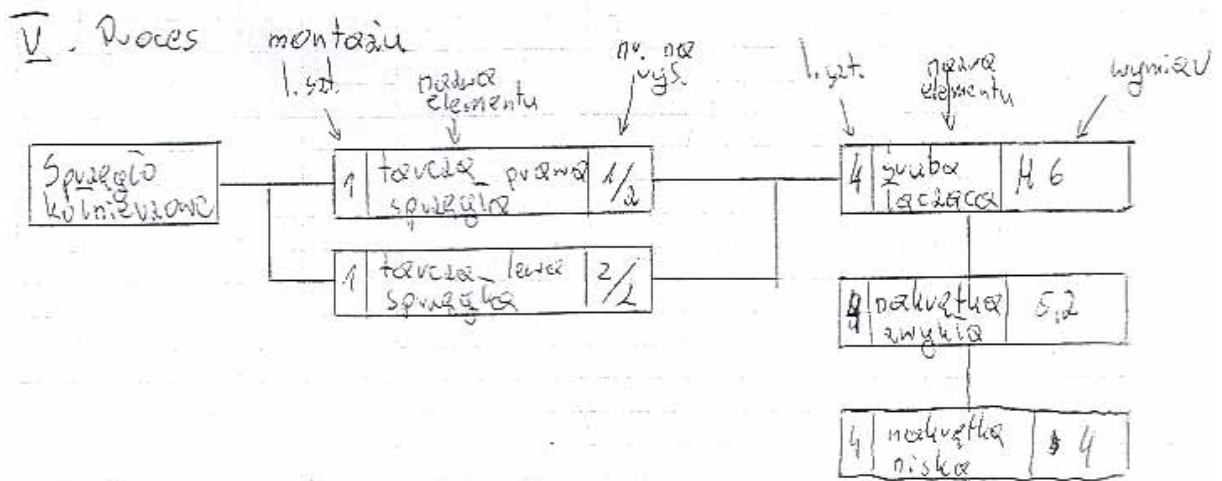 V. Proces montażu
l. szt.
nazwa
elementu
nr. na
rys.
l. szt.
nazwa
elementu
wymiar
Sprzęgło
kołnierzowe
1 tarcza prawa 1/2
sprzęgła
1 tarcza lewa 2/2
sprzęgła
4 śruba M 6
łącząca
4 nakrętka 5,2
zwykła
4 nakrętka 4
niska